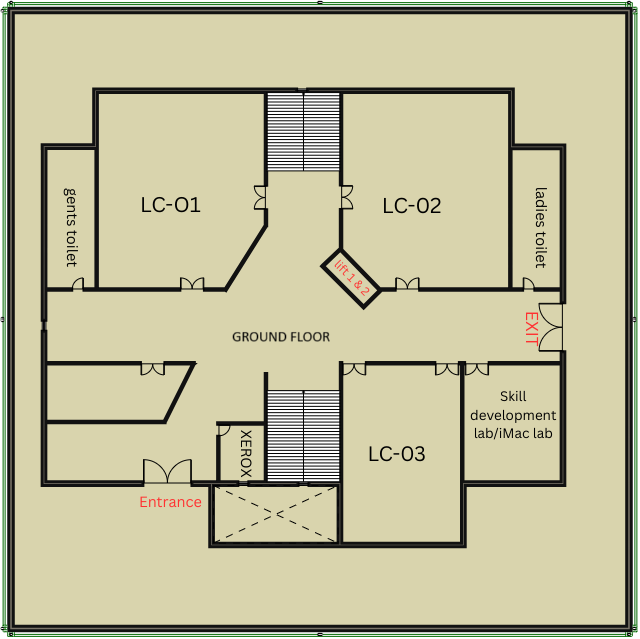 LC-01
LC-02
gents toilet
ladies toilet
lift 1 & 2
EXIT
GROUND FLOOR
Skill
development
lab/iMac lab
XEROX
LC-03
Entrance